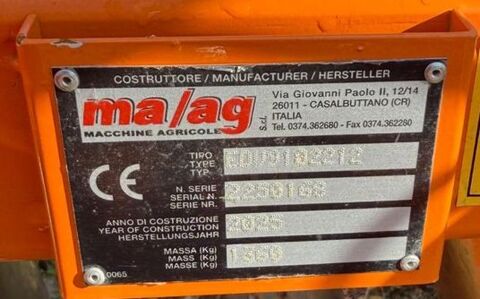 COSTRUTTORE / MANUFACTURER / HERSTELLER
ma/ag
MACCHINE AGRICOLE
s.r.l.
Via Giovanni Paolo II, 12/14
26011 - CASALBUTTANO (CR)
ITALIA
Tel. 0374.362680 - Fax 0374.362280
CE
TIPO
TYPE
TYP
N. SERIE
SERIAL N.
SERIE NR.
2250162
ANNO DI COSTRUZIONE
YEAR OF CONSTRUCTION
HERSTELLUNGSJAHR
2025
MASSA (Kg)
MASS (Kg)
MASSE (Kg)
1360
0065